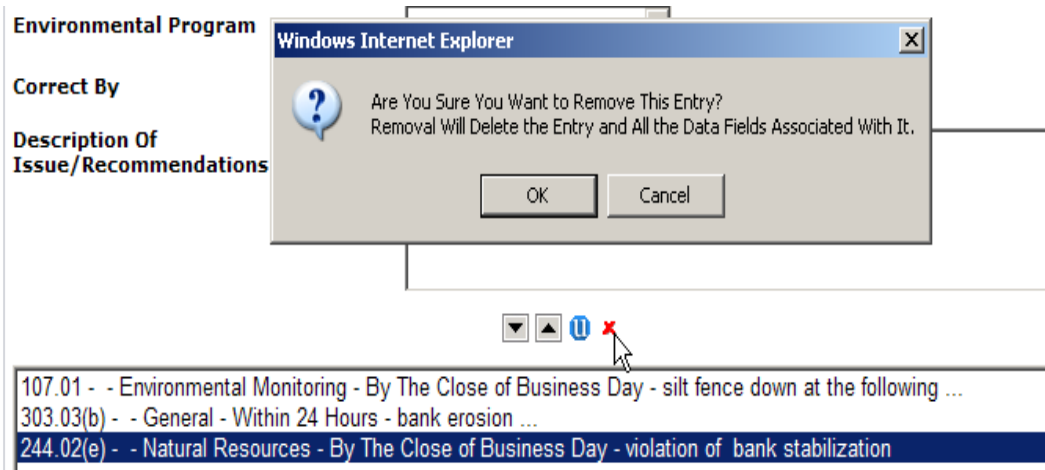 Environmental Program
Windows Internet Explorer
Correct By
Are You Sure You Want to Remove This Entry?
Removal Will Delete the Entry and All the Data Fields Associated With It.
Description Of
Issue/Recommendations
OK
Cancel
U
107.01 - - Environmental Monitoring - By The Close of Business Day - silt fence down at the following ...
303.03(b) - - General - Within 24 Hours - bank erosion ...
244.02(e) - - Natural Resources - By The Close of Business Day - violation of bank stabilization